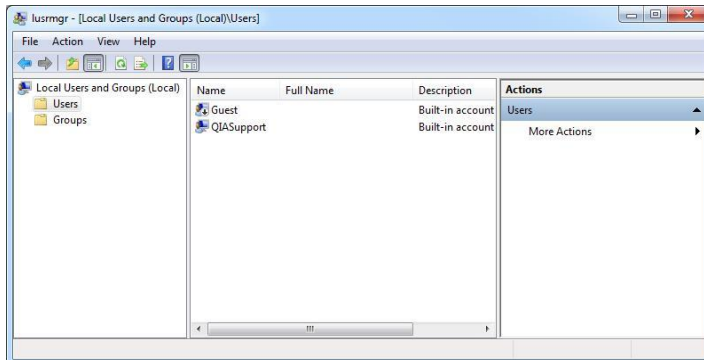 lusrmgr - [Local Users and Groups (Local)\Users]
File Action View Help
Local Users and Groups (Local)
Users
Groups
Name Full Name Description
Guest Built-in account
QIASupport Built-in account
Actions
Users
More Actions